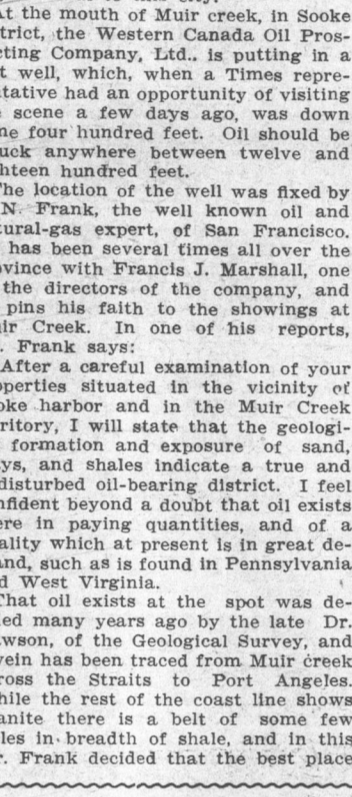 At the mouth of Muir creek, in Sooke
trict, the Western Canada Oil Pros-
cting Company, Ltd.. is putting in a
t well, which, when a Times repre-
tative had an opportunity of visiting
scene a few days ago, was down
ne four hundred feet. Oil should be
uck anywhere between twelve and
hteen hundred feet.
The location of the well was fixed by
N. Frank, the well known oil and
ural-gas expert, of San Francisco.
has been several times all over the
ovince with Francis J. Marshall, one
the directors of the company, and
pins his faith to the showings at
ir Creek. In one of his reports,
. Frank says:
After a careful examination of your
operties situated in the vicinity of
oke harbor and in the Muir Creek
ritory, I will state that the geologi-
formation and exposure of sand,
ys, and shales indicate a true and
disturbed oil-bearing district. I feel
nfident beyond a doubt that oil exists
ere in paying quantities, and of a
ality which at present is in great de-
and, such as is found in Pennsylvania
d West Virginia.
That oil exists at the spot was de-
ed many years ago by the late Dr.
wson, of the Geological Survey, and
vein has been traced from Muir creek
ross the Straits to Port Angeles.
hile the rest of the coast line shows
anite there is a belt of some few
les in breadth of shale, and in this
r. Frank decided that the best place